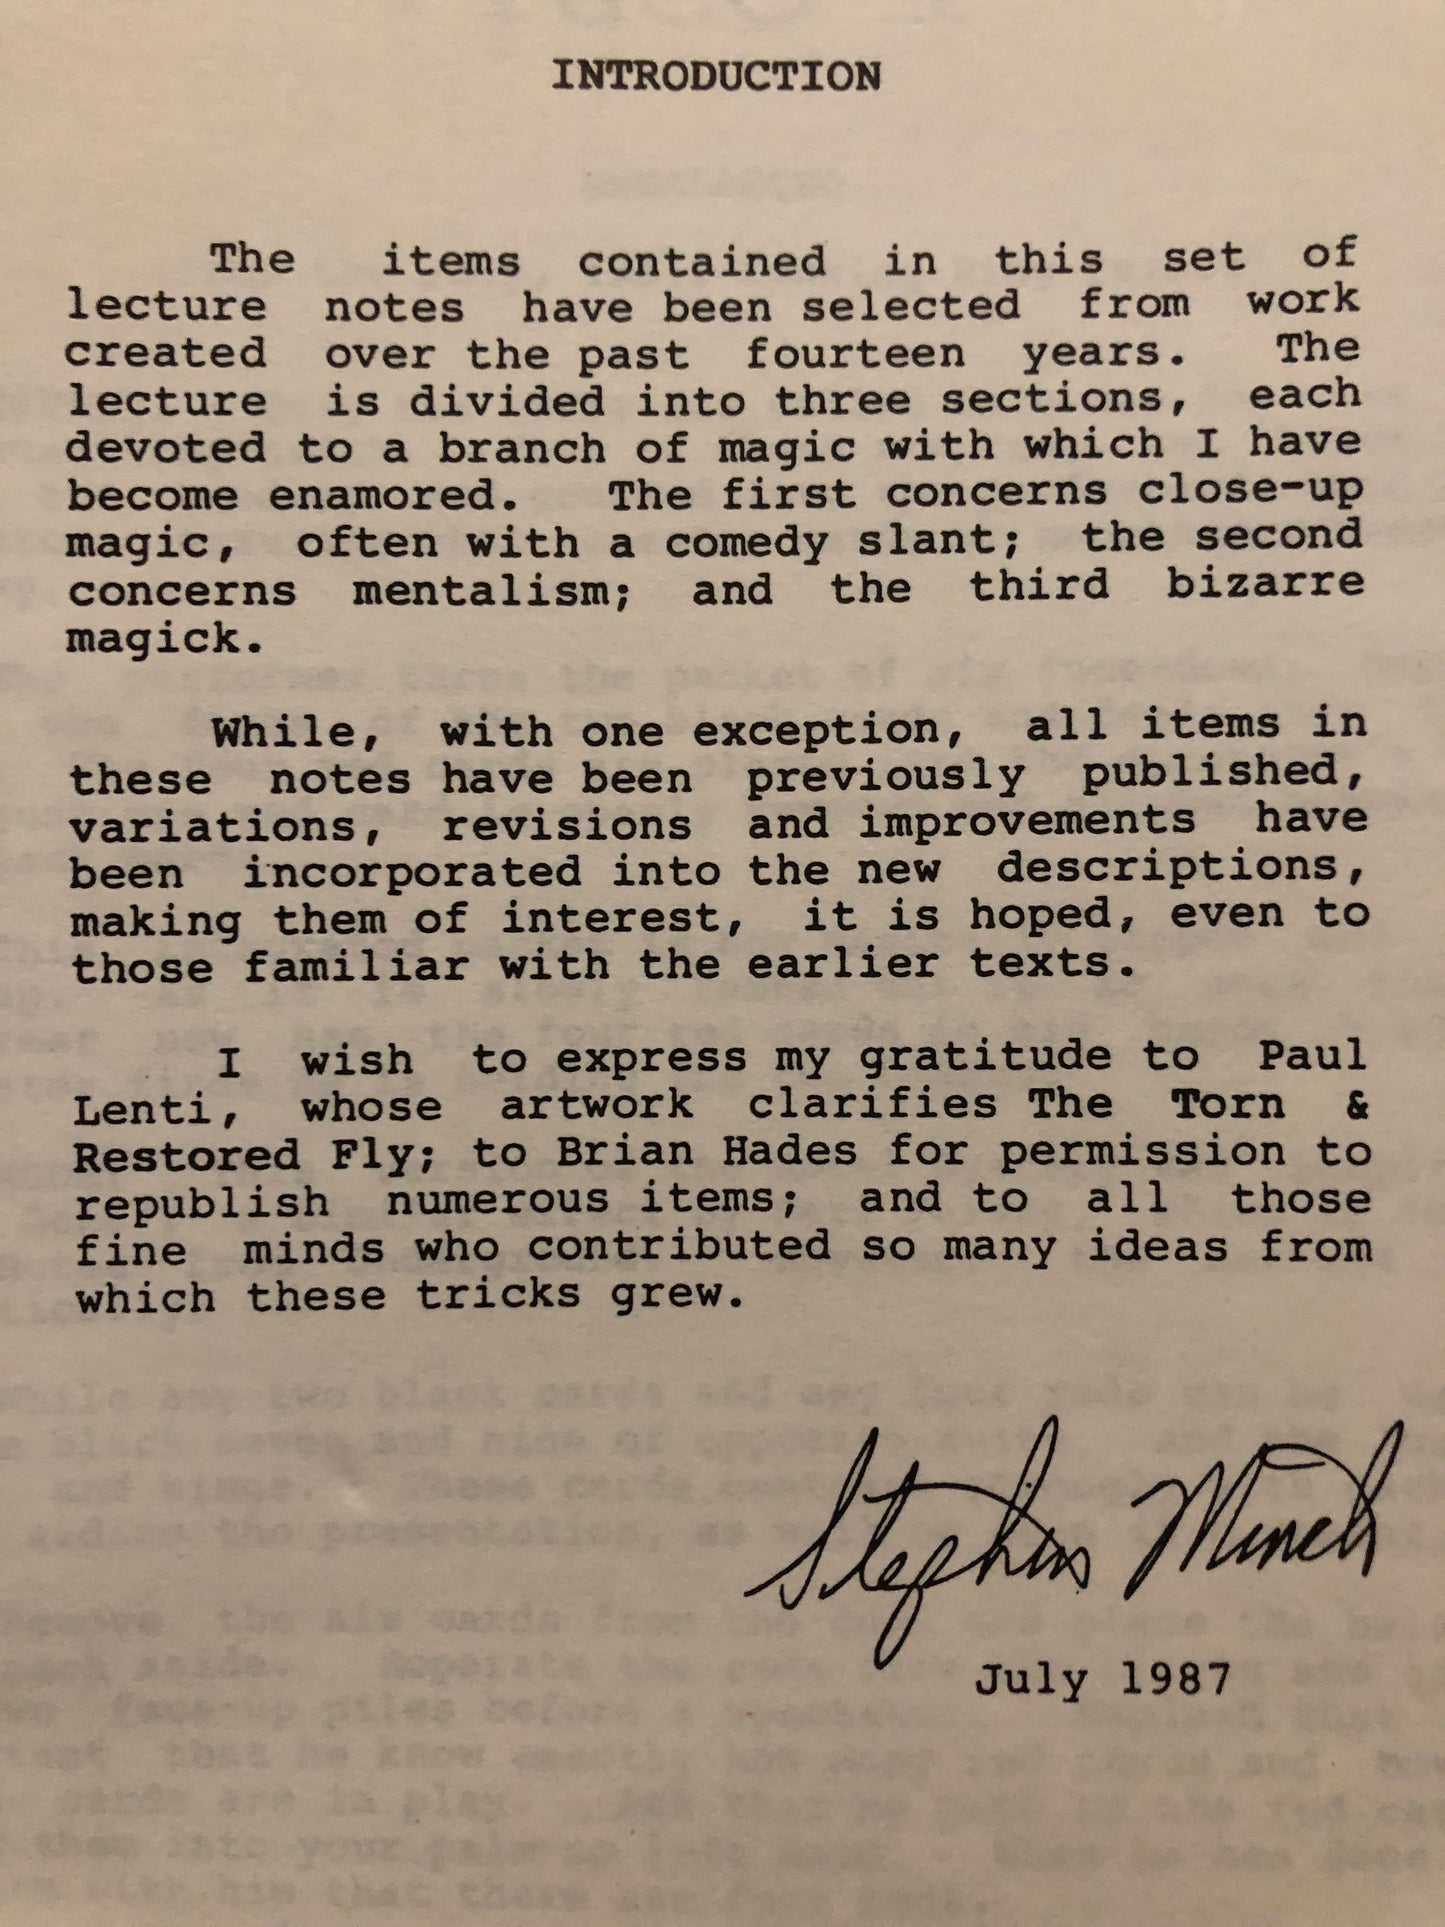 INTRODUCTION
The items contained in this set of
lecture notes have been selected from work
created over the past fourteen years. The
lecture is divided into three sections, each
devoted to a branch of magic with which I have
become enamored. The first concerns close-up
magic, often with a comedy slant; the second
concerns mentalism; and the third bizarre
magick.
While, with one exception, all items in
these notes have been previously published,
variations, revisions and improvements have
been incorporated into the new descriptions,
making them of interest, it is hoped, even to
those familiar with the earlier texts.
I wish to express my gratitude to Paul
Lenti, whose artwork clarifies The Torn &
Restored Fly; to Brian Hades for permission to
republish numerous items; and to all those
fine minds who contributed so many ideas from
which these tricks grew.
Stephen Minch
July 1987